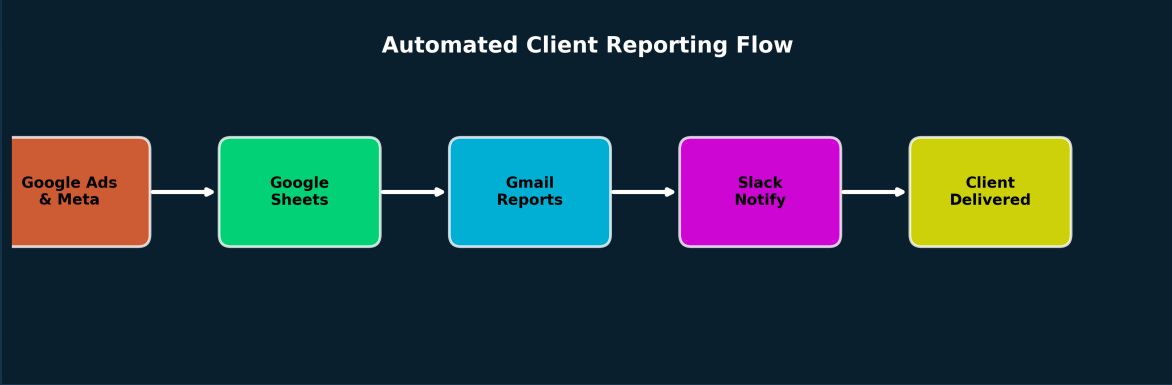 Automated Client Reporting Flow
Google Ads
& Meta
Google
Sheets
Gmail
Reports
Slack
Notify
Client
Delivered